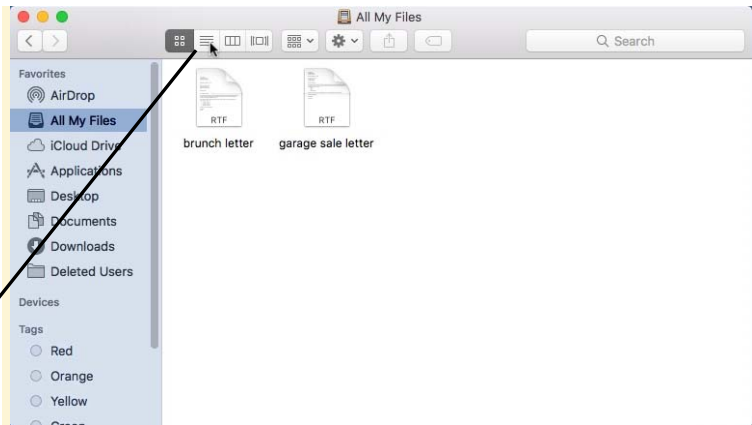 All My Files
Search
Favorites
AirDrop
All My Files
iCloud Drive
Applications
Desktop
Documents
Downloads
Deleted Users
Devices
Tags
Red
Orange
Yellow
RTF
RTF
brunch letter
garage sale letter